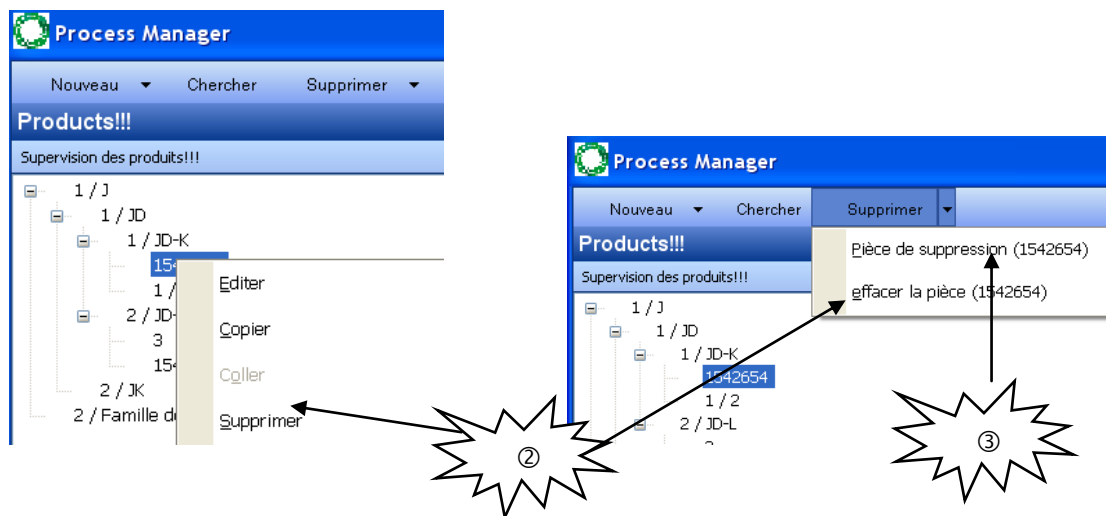 Process Manager
Nouveau Chercher Supprimer
Products!!!
Supervision des produits!!!
1 / J
1 / JD
1 / JD-K
154
1 /
2 / JD-
3
154
2 / JK
2 / Famille d
Editer
Copier
Coller
Supprimer
②
Process Manager
Nouveau Chercher Supprimer
Products!!!
Supervision des produits!!!
1 / J
1 / JD
1 / JD-K
1542654
1 / 2
2 / JD-L
Pièce de suppression (1542654)
effacer la pièce (1542654)
③